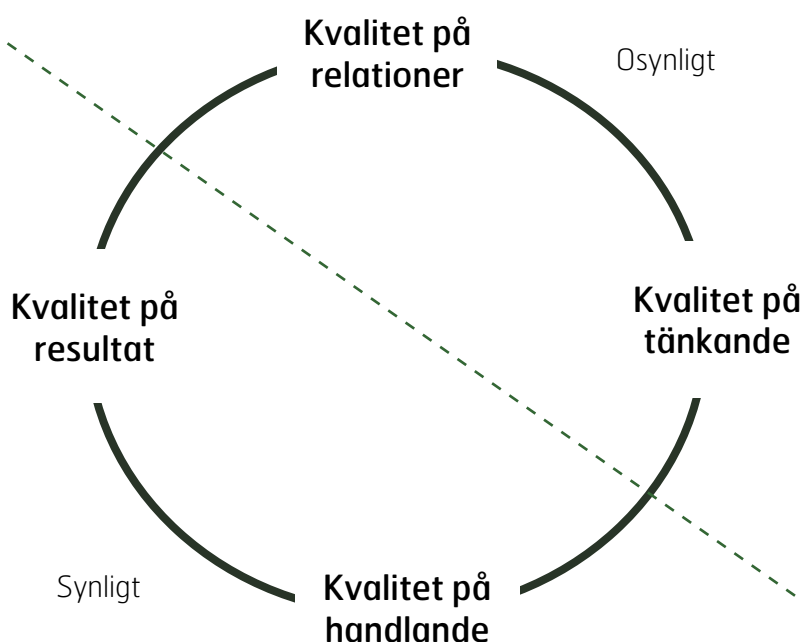 Kvalitet på
relationer
Osynligt
Kvalitet på
resultat
Kvalitet på
tänkande
Synligt
Kvalitet på
handlande